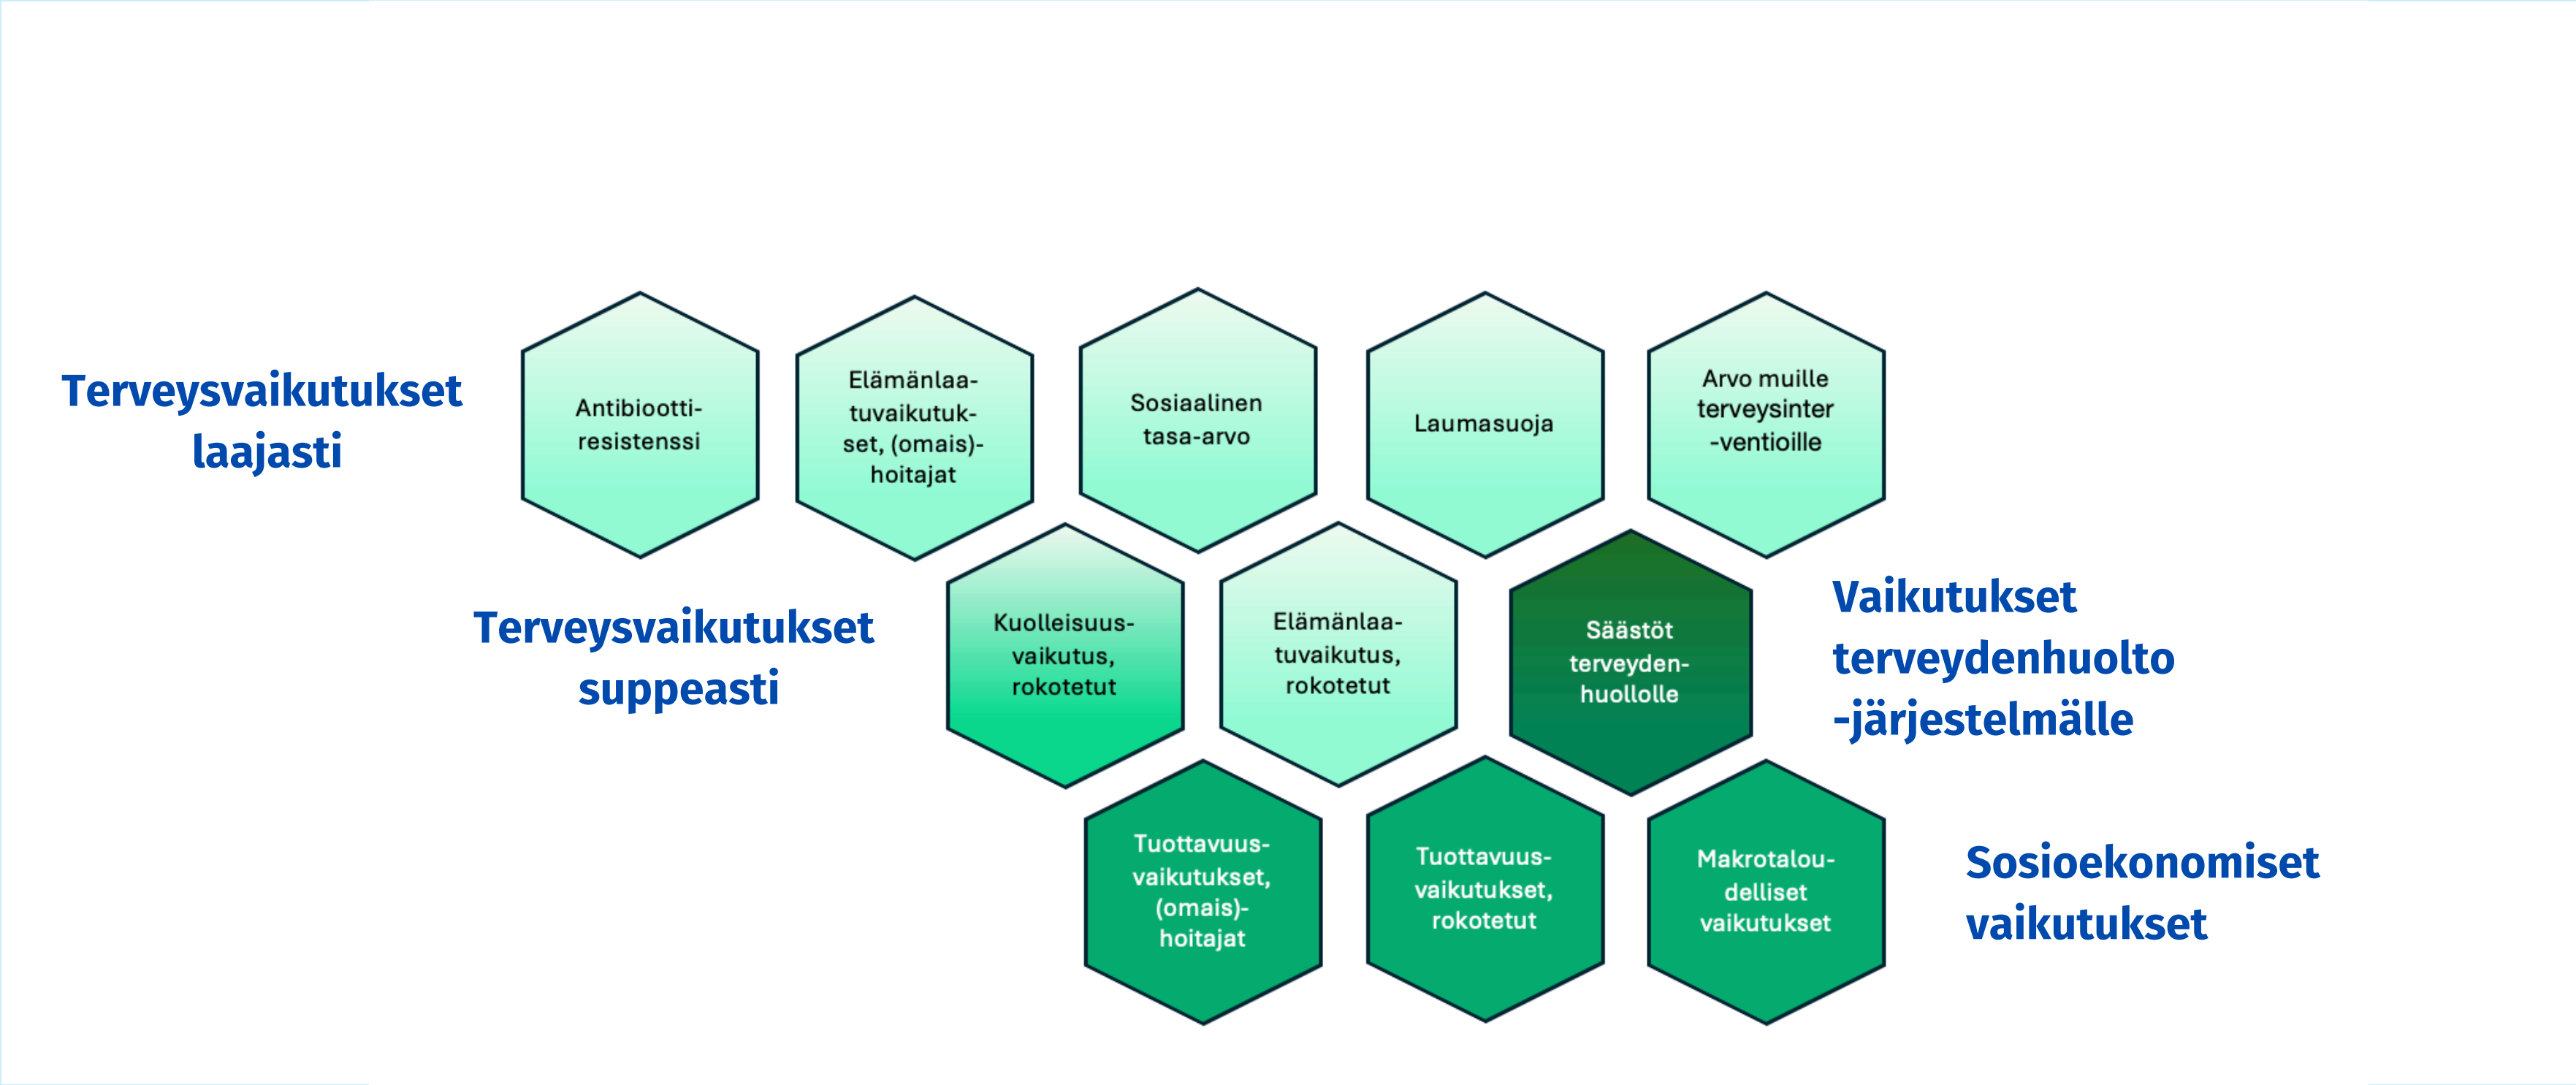 Terveysvaikutukset
laajasti
Antibiootti-
resistenssi
Elämänlaa-
tuvaikutuk-
set, (omais)-
hoitajat
Sosiaalinen
tasa-arvo
Laumasuoja
Arvo muille
terveysinter
-ventioille
Terveysvaikutukset
suppeasti
Kuolleisuus-
vaikutus,
rokotetut
Elämänlaa-
tuvaikutus,
rokotetut
Säästöt
terveyden-
huollolle
Vaikutukset
terveydenhuolto
-järjestelmälle
Tuottavuus-
vaikutukset,
(omais)-
hoitajat
Tuottavuus-
vaikutukset,
rokotetut
Makrotalou-
delliset
vaikutukset
Sosioekonomiset
vaikutukset